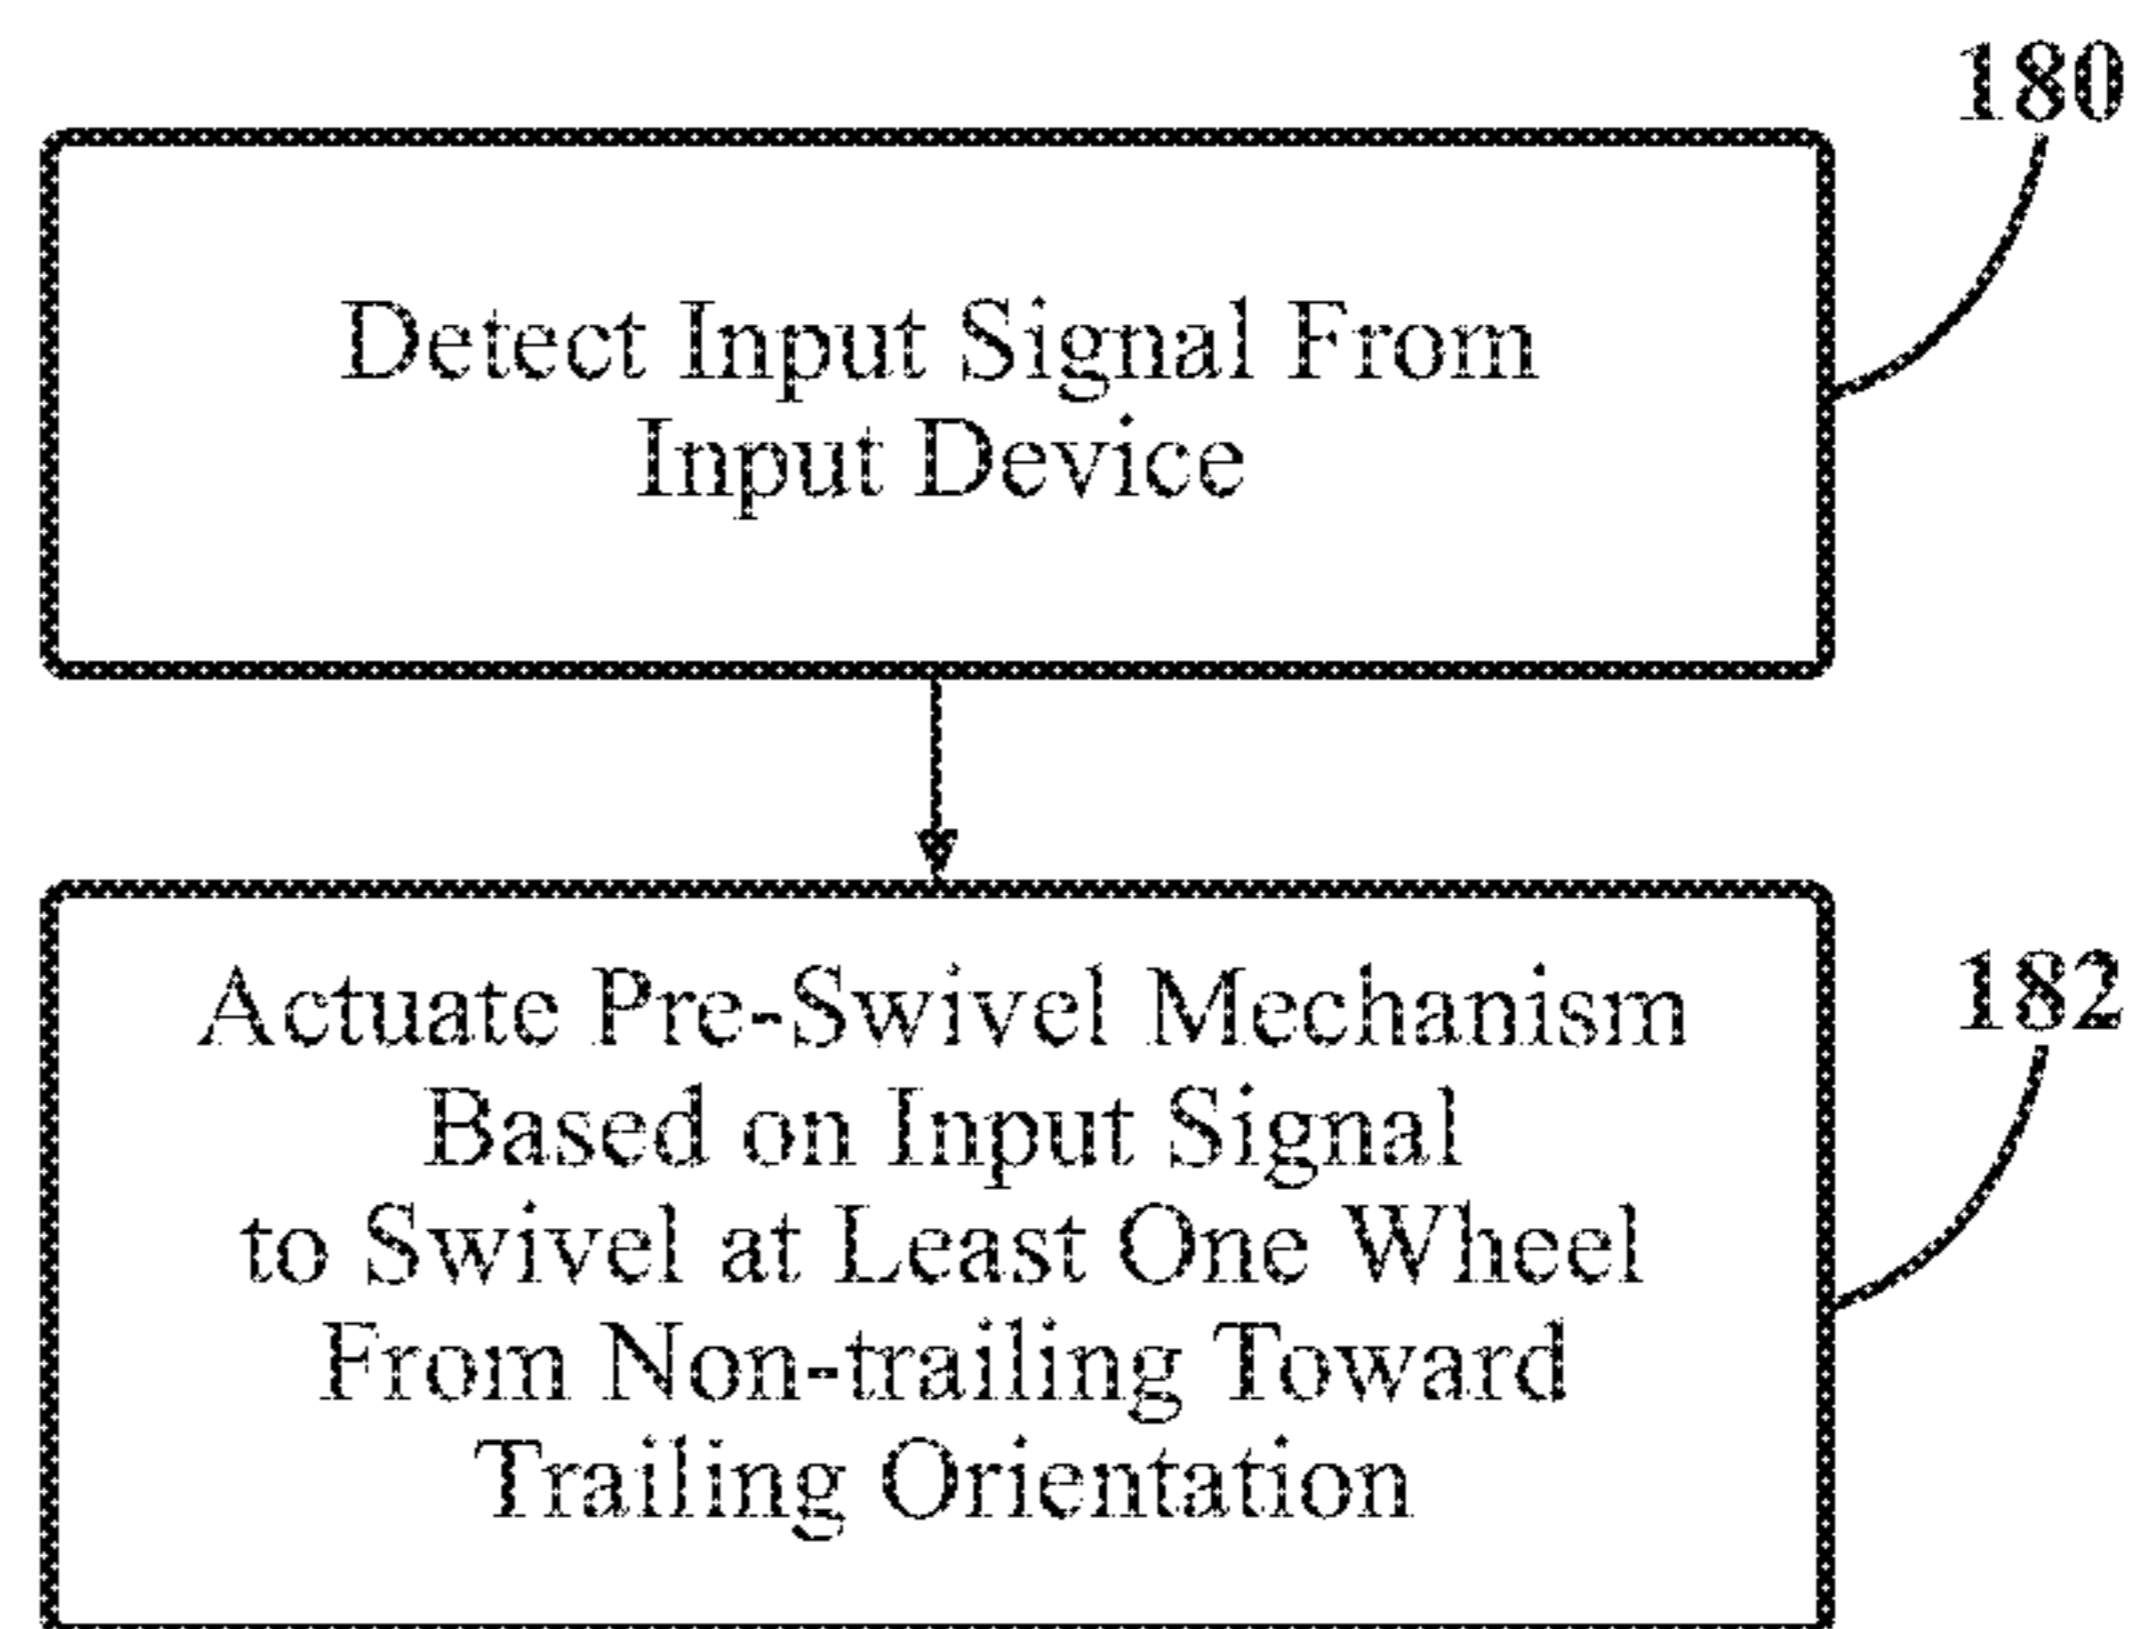 180
Detect Input Signal From
Input Device
Actuate Pre-Swivel Mechanism
182
Based on Input Signal
to Swivel at Least One Wheel
From Non-trailing Toward
Trailing Orientation